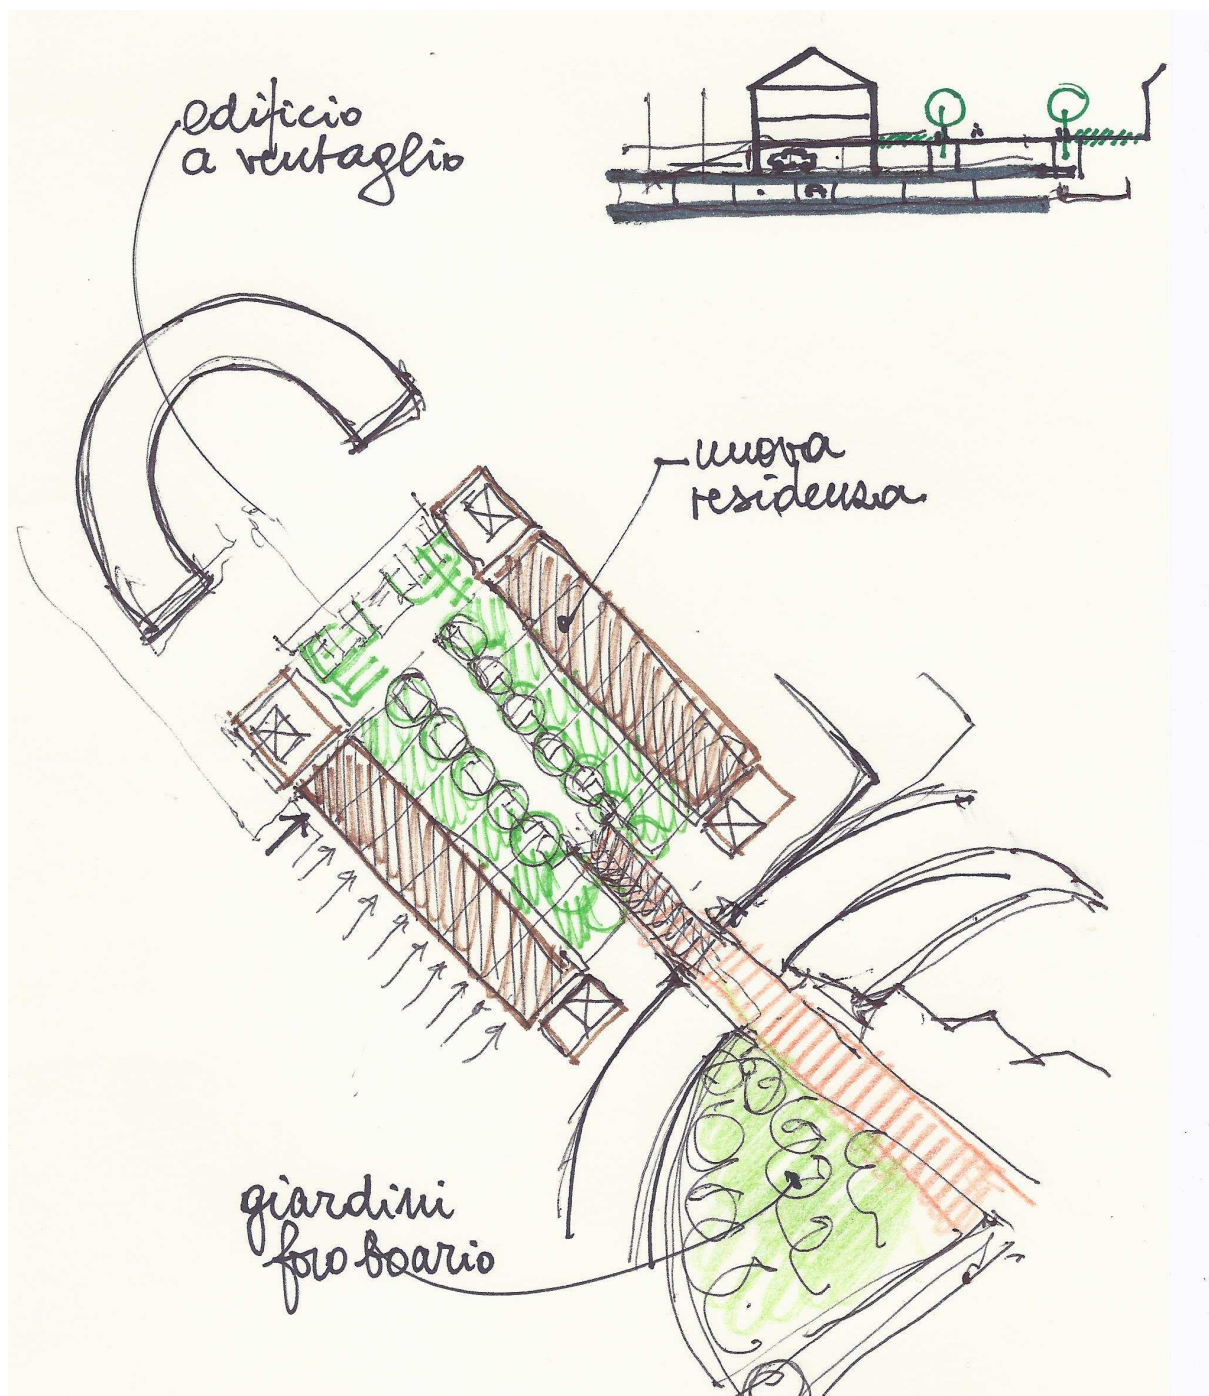 edificio
a ventaglio
nuova
residenza
giardini
foro boario